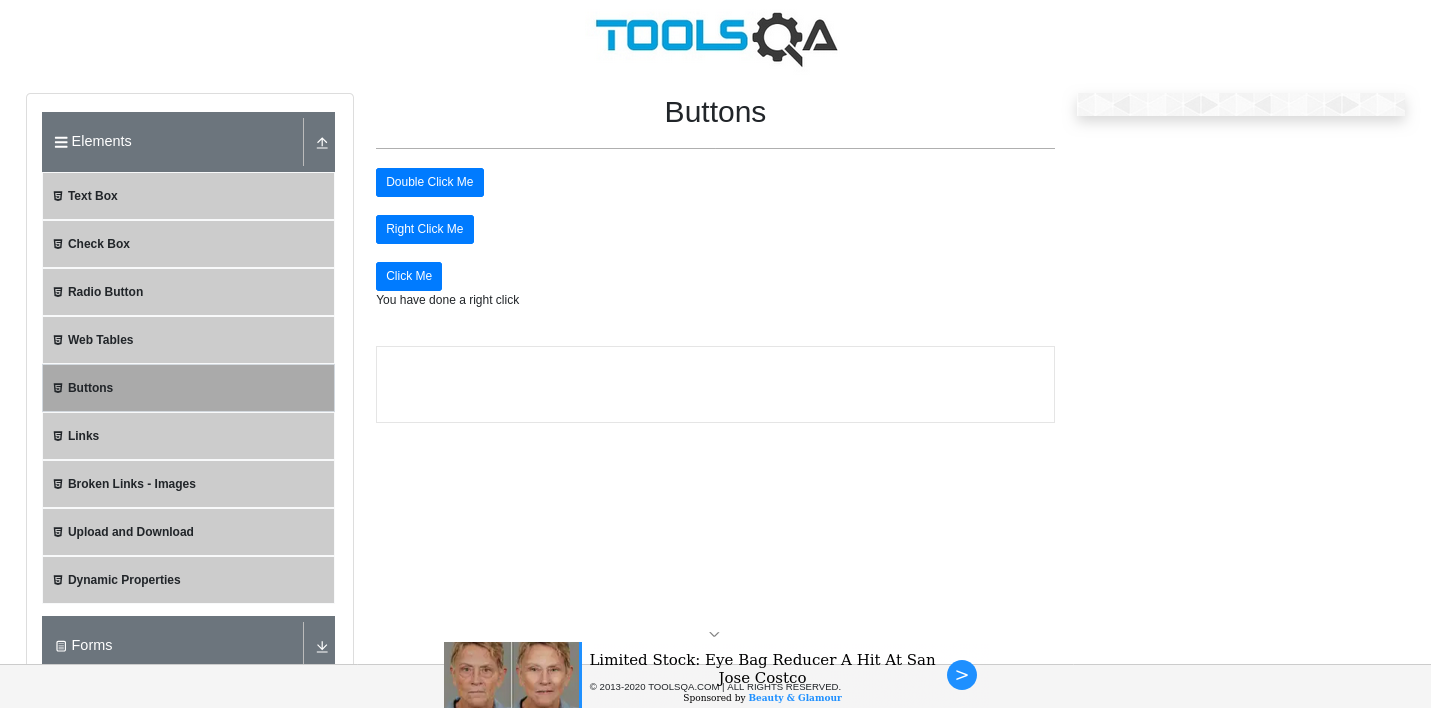 TOOLSQA
Elements
Text Box
Check Box
Radio Button
Web Tables
Buttons
Links
Broken Links - Images
Upload and Download
Dynamic Properties
Forms
Buttons
Double Click Me
Right Click Me
Click Me
You have done a right click
Limited Stock: Eye Bag Reducer A Hit At San
Jose Costco
>
© 2013-2020 TOOLSQA.COM | ALL RIGHTS RESERVED.
Sponsored by Beauty & Glamour